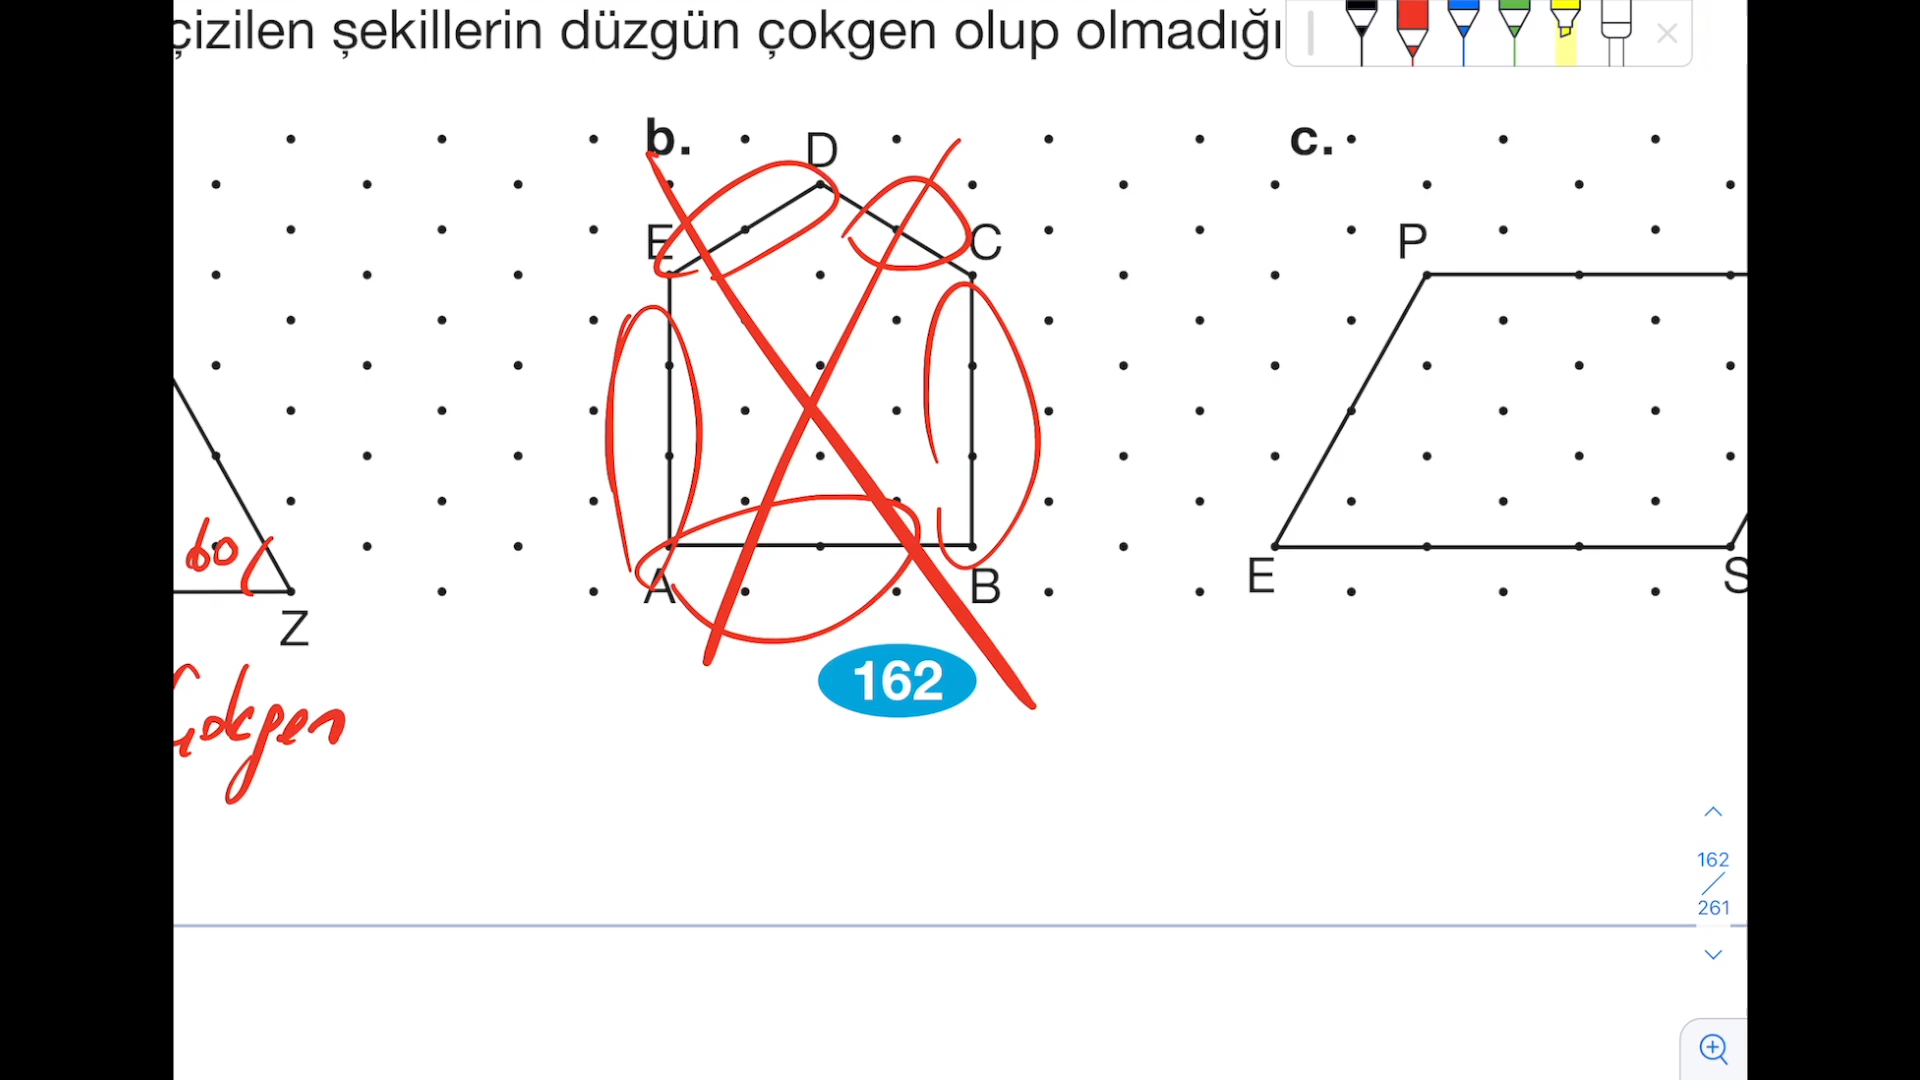 çizilen şekillerin düzgün çokgen olup olmadığı
b.
D
c.
E
C
P
60
A
B
E
S
Z
162
Çokgen
162
261